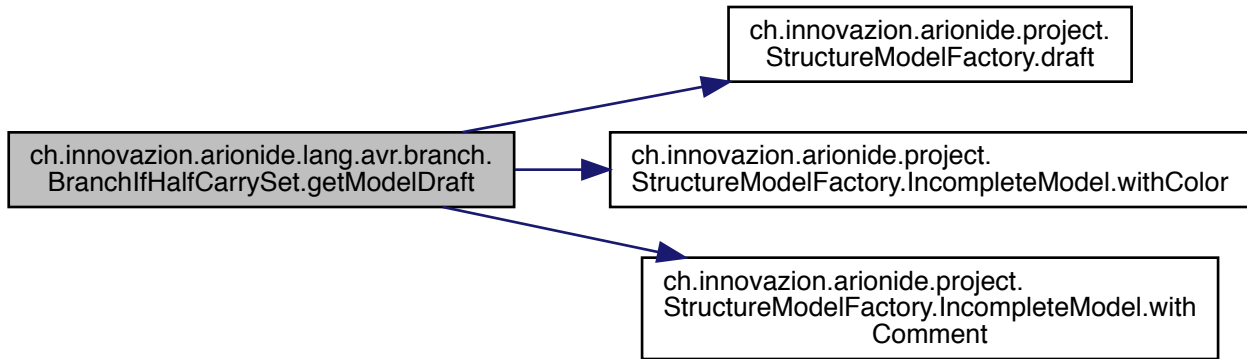 ch.innovazion.arionide.lang.avr.branch.
BranchIfHalfCarrySet.getModelDraft
ch.innovazion.arionide.project.
StructureModelFactory.draft
ch.innovazion.arionide.project.
StructureModelFactory.IncompleteModel.withColor
ch.innovazion.arionide.project.
StructureModelFactory.IncompleteModel.with
Comment